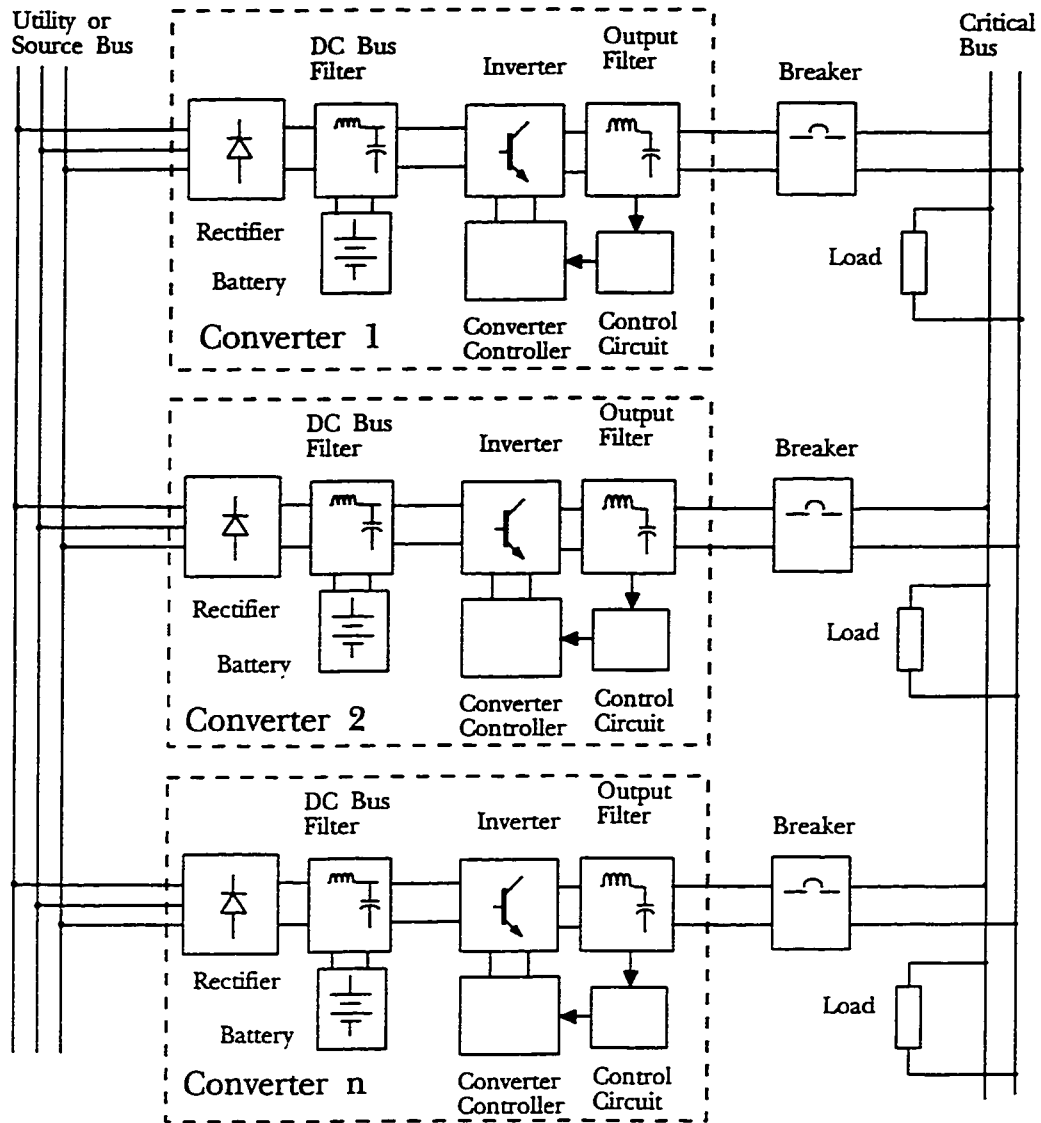 Utility or
Source Bus
DC Bus
Filter
Inverter
Output
Filter
Breaker
Critical
Bus
Rectifier
Battery
Load
Converter 1
Converter
Controller
Control
Circuit
DC Bus
Filter
Inverter
Output
Filter
Breaker
Rectifier
Battery
Load
Converter 2
Converter
Controller
Control
Circuit
DC Bus
Filter
Inverter
Output
Filter
Breaker
Rectifier
Battery
Load
Converter n
Converter
Controller
Control
Circuit